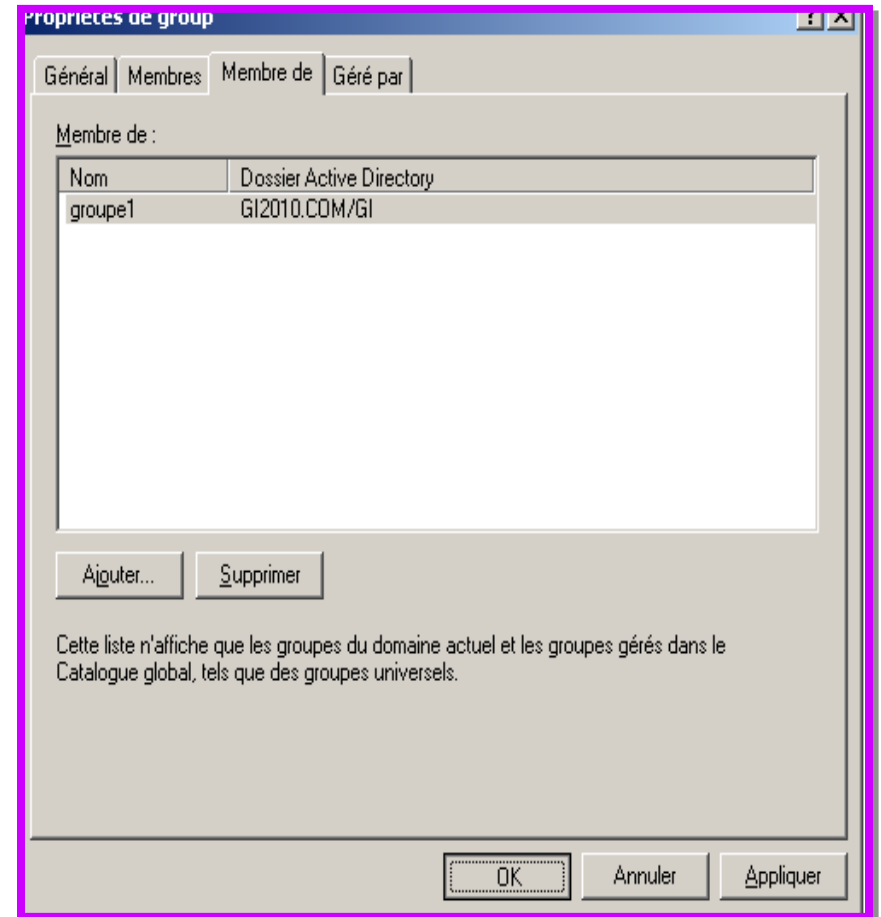 Propriétés de group
Général Membres Membre de Géré par
Membre de :
Nom Dossier Active Directory
groupe1 GI2010.COM/GI
Ajouter... Supprimer
Cette liste n'affiche que les groupes du domaine actuel et les groupes gérés dans le
Catalogue global, tels que des groupes universels.
OK Annuler Appliquer